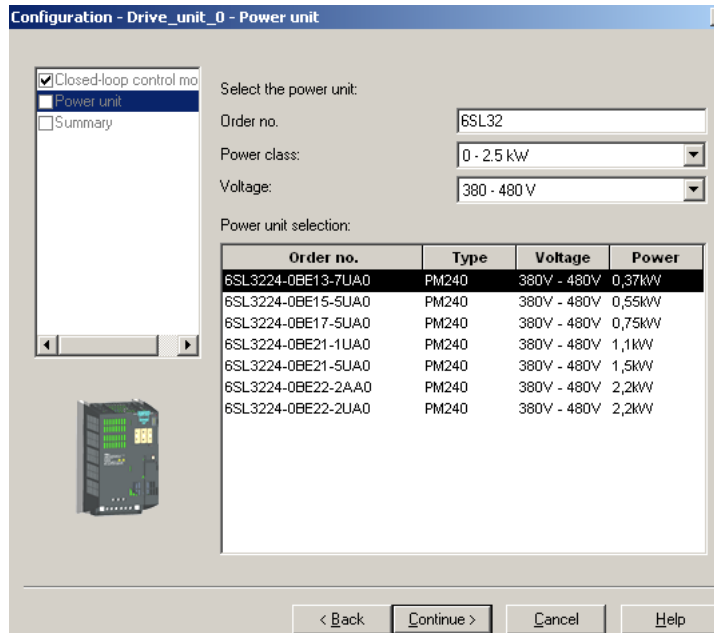 Configuration - Drive_unit_0 - Power unit
Closed-loop control mo
Power unit
Summary
Select the power unit:
Order no. 6SL32
Power class: 0 - 2.5 kW
Voltage: 380 - 480 V
Power unit selection:
Order no. Type Voltage Power
6SL3224-0BE13-7UA0 PM240 380V - 480V 0,37kW
6SL3224-0BE15-5UA0 PM240 380V - 480V 0,55kW
6SL3224-0BE17-5UA0 PM240 380V - 480V 0,75kW
6SL3224-0BE21-1UA0 PM240 380V - 480V 1,1kW
6SL3224-0BE21-5UA0 PM240 380V - 480V 1,5kW
6SL3224-0BE22-2AA0 PM240 380V - 480V 2,2kW
6SL3224-0BE22-2UA0 PM240 380V - 480V 2,2kW
< Back Continue > Cancel Help